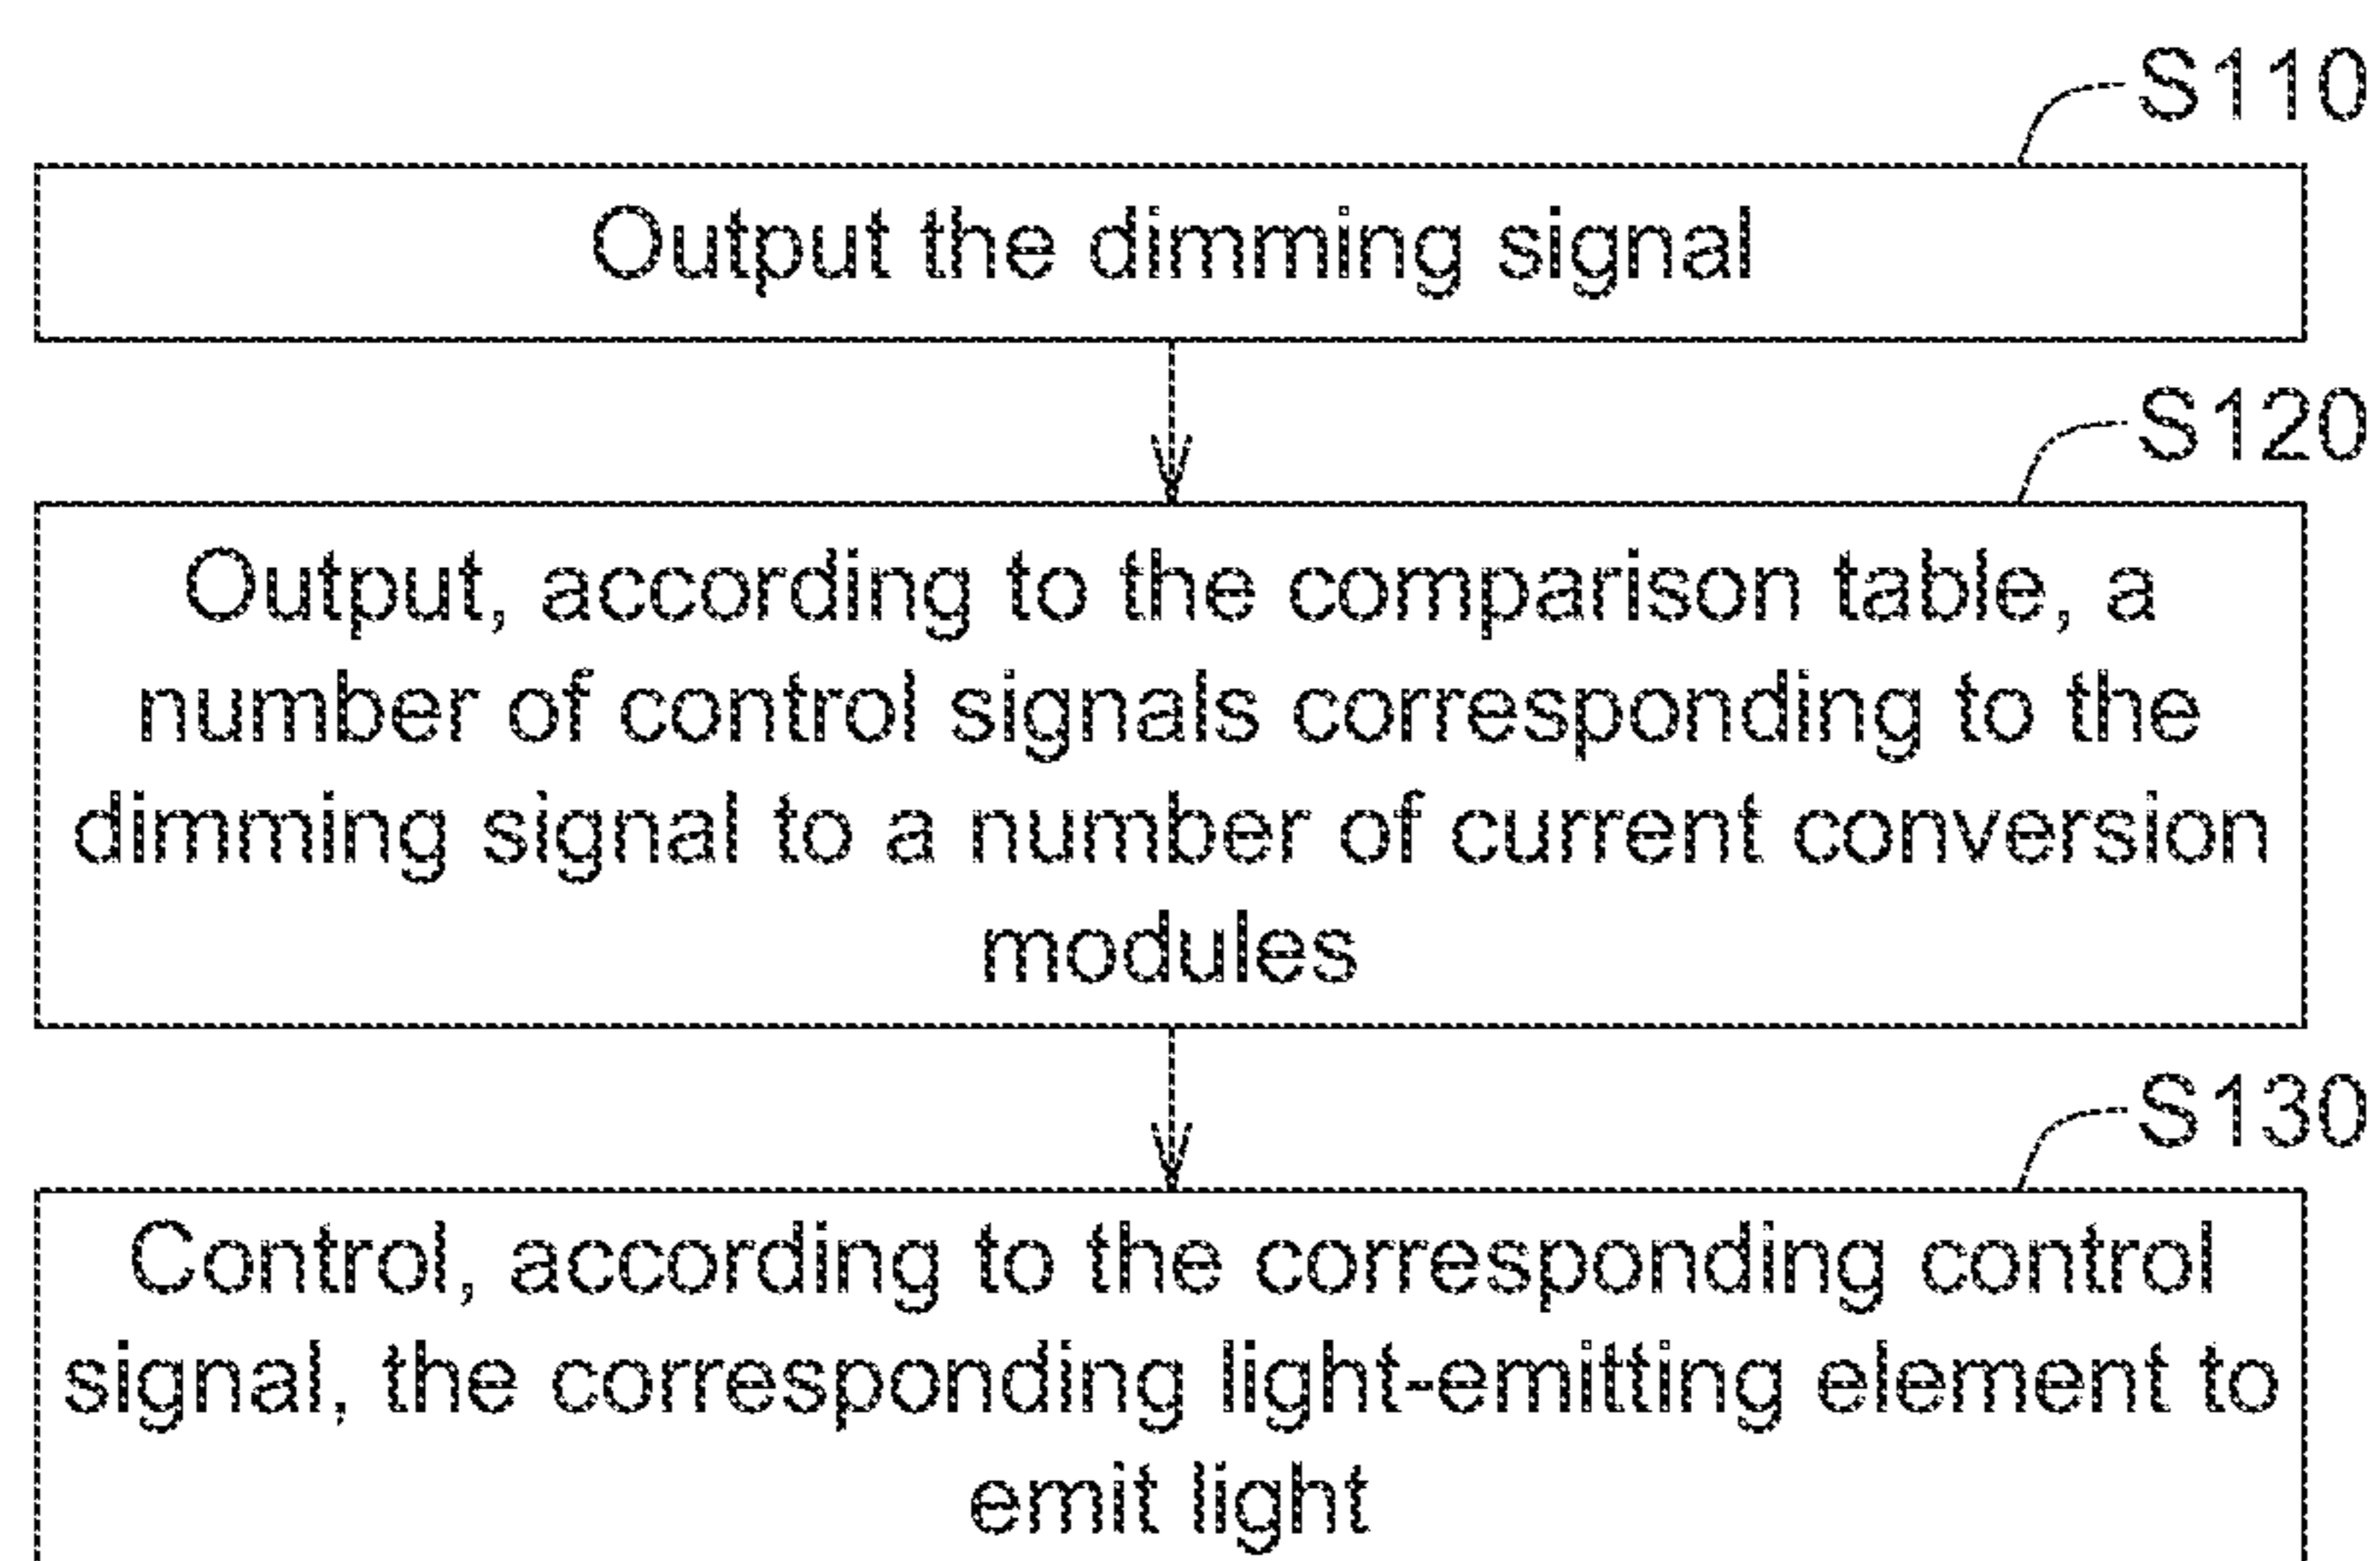 S110
Output the dimming signal
S120
Output, according to the comparison table, a
number of control signals corresponding to the
dimming signal to a number of current conversion
modules
S130
Control, according to the corresponding control
signal, the corresponding light-emitting element to
emit light